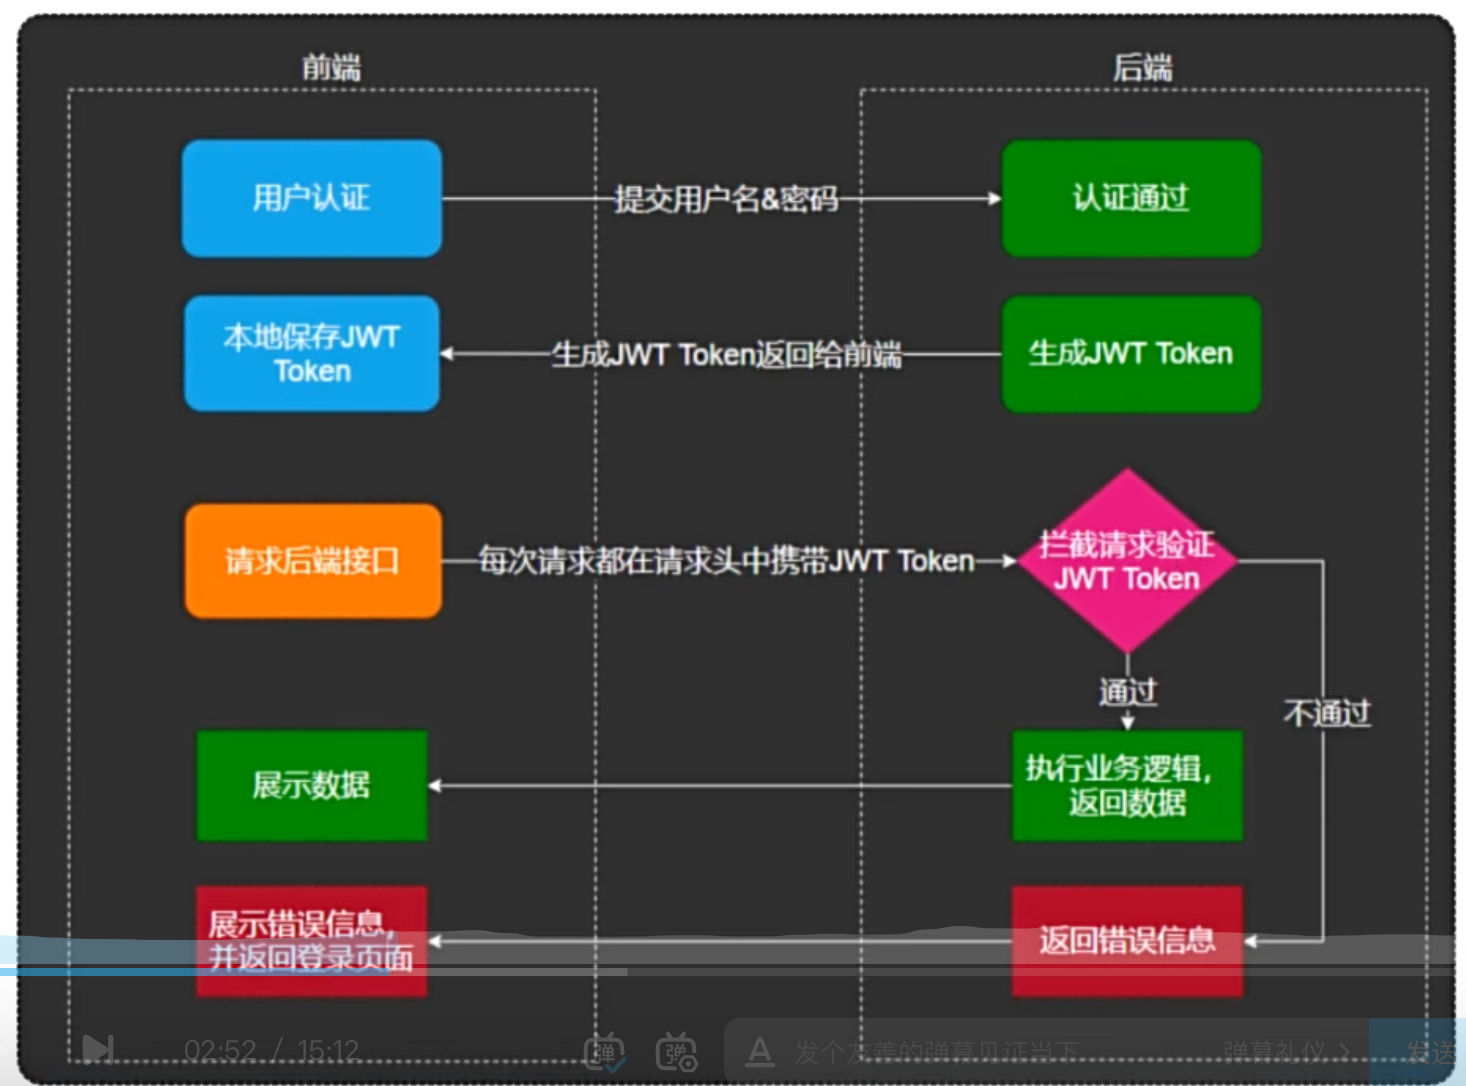 前端
后端
用户认证
提交用户名&密码
认证通过
本地保存JWT
Token
生成JWT Token返回给前端
生成JWT Token
请求后端接口
每次请求都在请求头中携带JWT Token
拦截请求验证
JWT Token
通过
不通过
展示数据
执行业务逻辑，
返回数据
展示错误信息，
并返回登录页面
返回错误信息
02:52 / 15:12
弹
弹
A
发个友善的弹幕见证当下
弹幕礼仪 >
发送